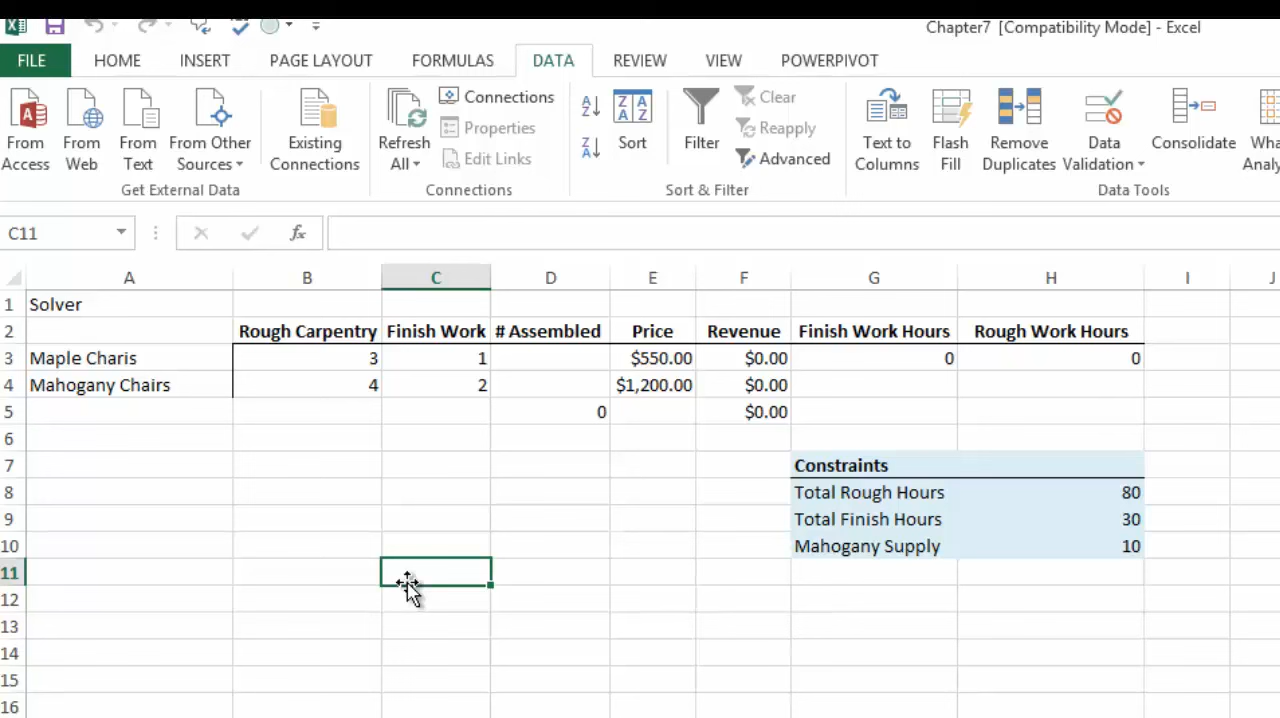 Chapter7 [Compatibility Mode] - Excel
FILE HOME INSERT PAGE LAYOUT FORMULAS DATA REVIEW VIEW POWERPIVOT
From Access
From Web
From Text
From Other Sources
Existing Connections
Get External Data
Refresh All
Connections
Properties
Edit Links
Connections
Sort
Filter
Clear
Reapply
Advanced
Sort & Filter
Text to Columns
Flash Fill
Remove Duplicates
Data Validation
Consolidate
Data Tools
C11 fx
A B C D E F G H I J
1 Solver
2 Rough Carpentry Finish Work # Assembled Price Revenue Finish Work Hours Rough Work Hours
3 Maple Charis 3 1 $550.00 $0.00 0 0
4 Mahogany Chairs 4 2 $1,200.00 $0.00
5 0 $0.00
6
7 Constraints
8 Total Rough Hours 80
9 Total Finish Hours 30
10 Mahogany Supply 10
11
12
13
14
15
16